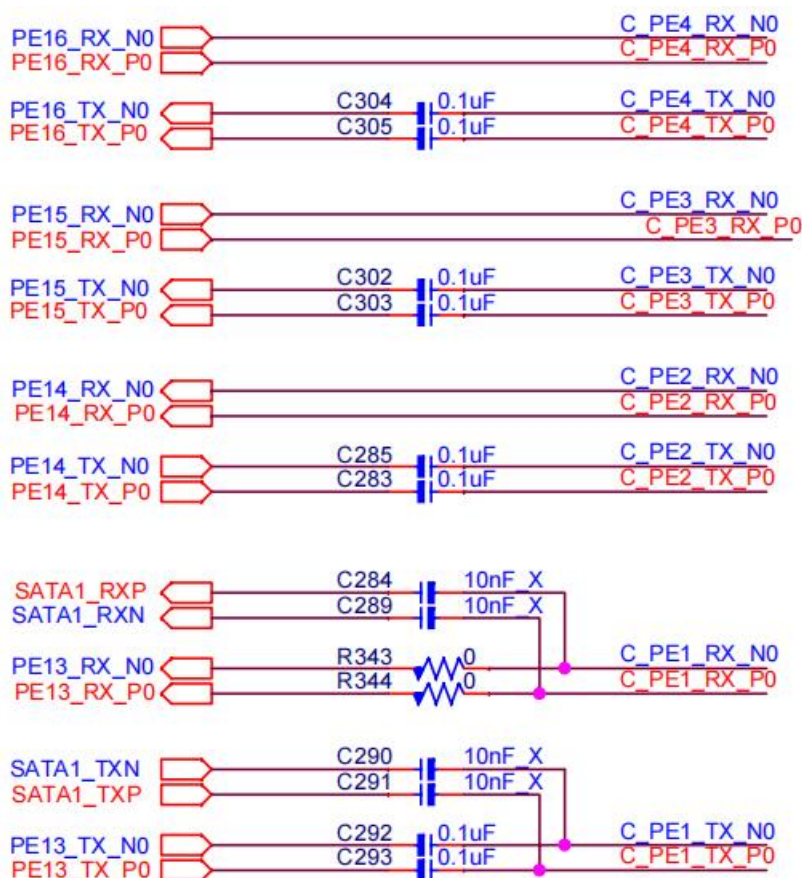 PE16_RX_N0 C_PE4_RX_N0
PE16_RX_P0 C_PE4_RX_P0
PE16_TX_N0 C304 0.1uF C_PE4_TX_N0
PE16_TX_P0 C305 0.1uF C_PE4_TX_P0
PE15_RX_N0 C_PE3_RX_N0
PE15_RX_P0 C_PE3_RX_P0
PE15_TX_N0 C302 0.1uF C_PE3_TX_N0
PE15_TX_P0 C303 0.1uF C_PE3_TX_P0
PE14_RX_N0 C_PE2_RX_N0
PE14_RX_P0 C_PE2_RX_P0
PE14_TX_N0 C285 0.1uF C_PE2_TX_N0
PE14_TX_P0 C283 0.1uF C_PE2_TX_P0
SATA1_RXP C284 10nF_X
SATA1_RXN C289 10nF_X
PE13_RX_N0 R343 0 C_PE1_RX_N0
PE13_RX_P0 R344 0 C_PE1_RX_P0
SATA1_TXN C290 10nF_X
SATA1_TXP C291 10nF_X
PE13_TX_N0 C292 0.1uF C_PE1_TX_N0
PE13_TX_P0 C293 0.1uF C_PE1_TX_P0